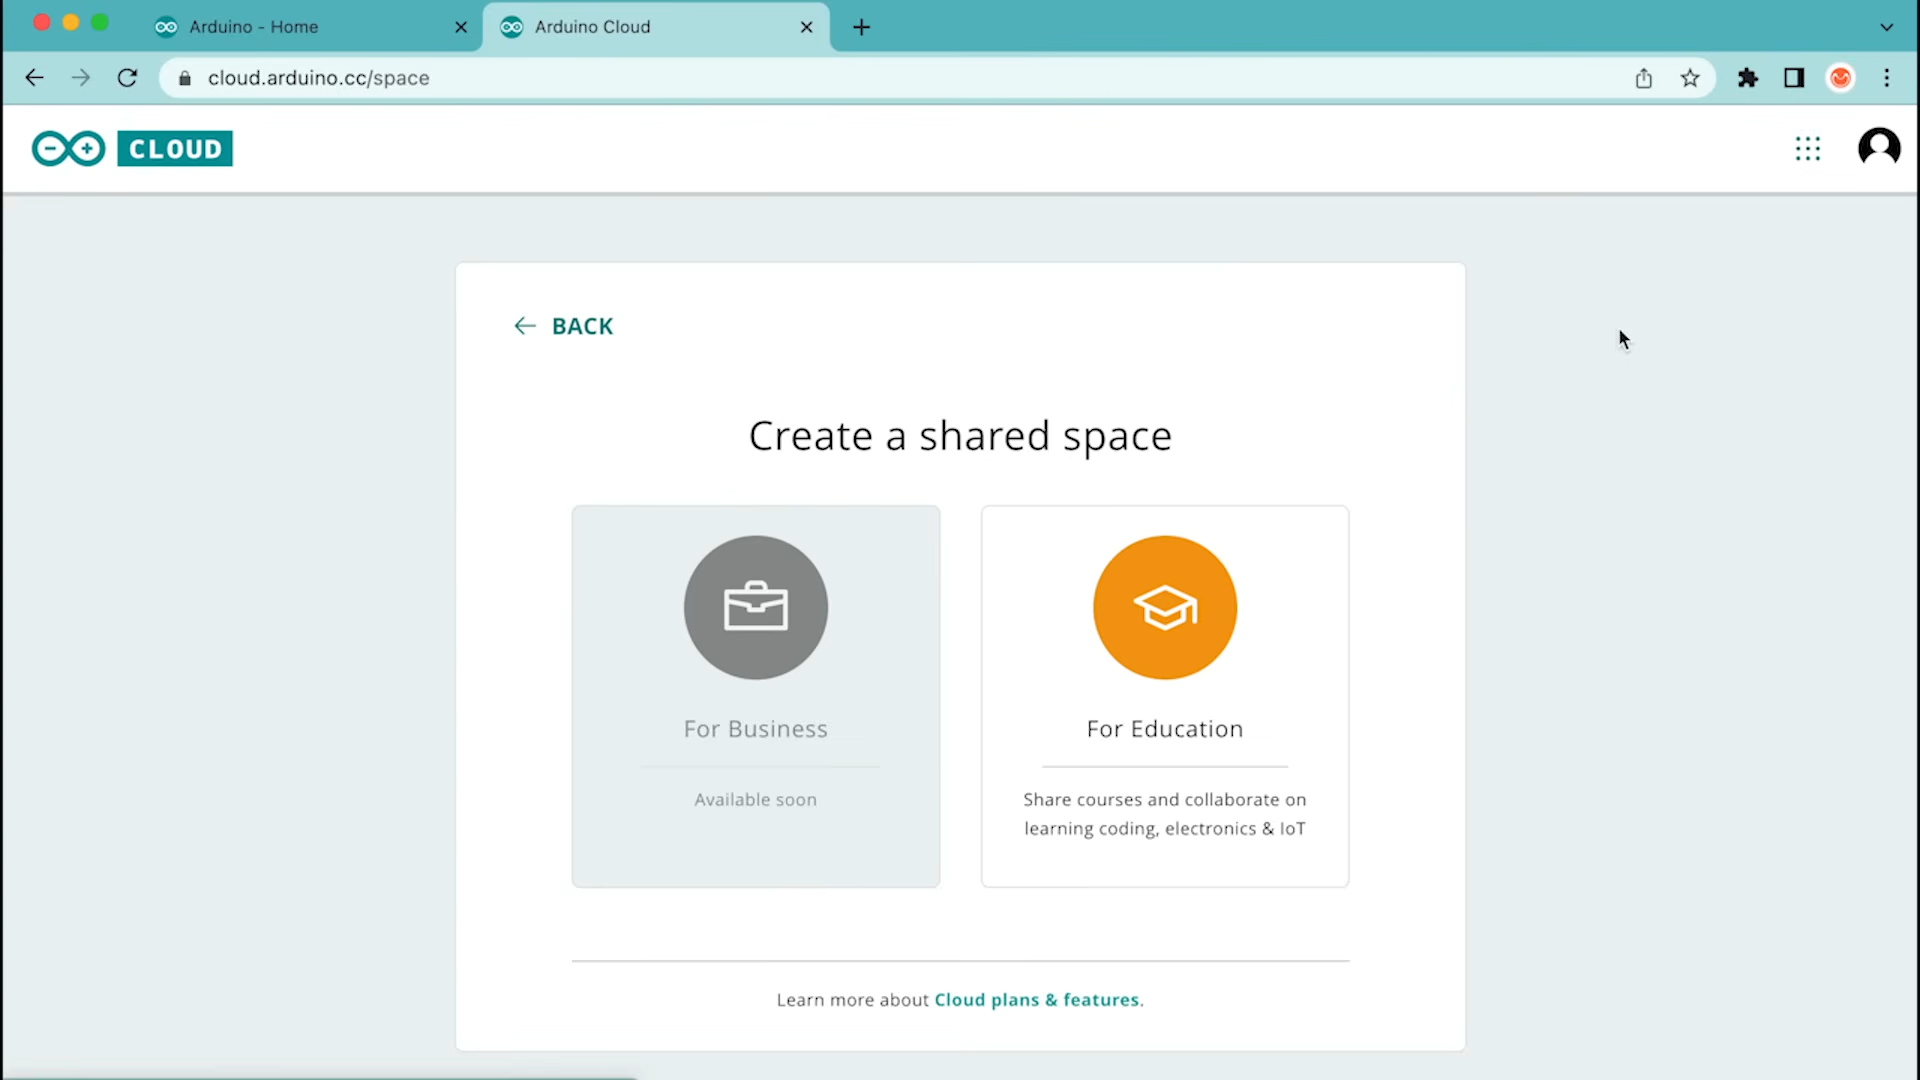 Arduino - Home
Arduino Cloud
cloud.arduino.cc/space
CLOUD
BACK
Create a shared space
For Business
Available soon
For Education
Share courses and collaborate on
learning coding, electronics & IoT
Learn more about Cloud plans & features.